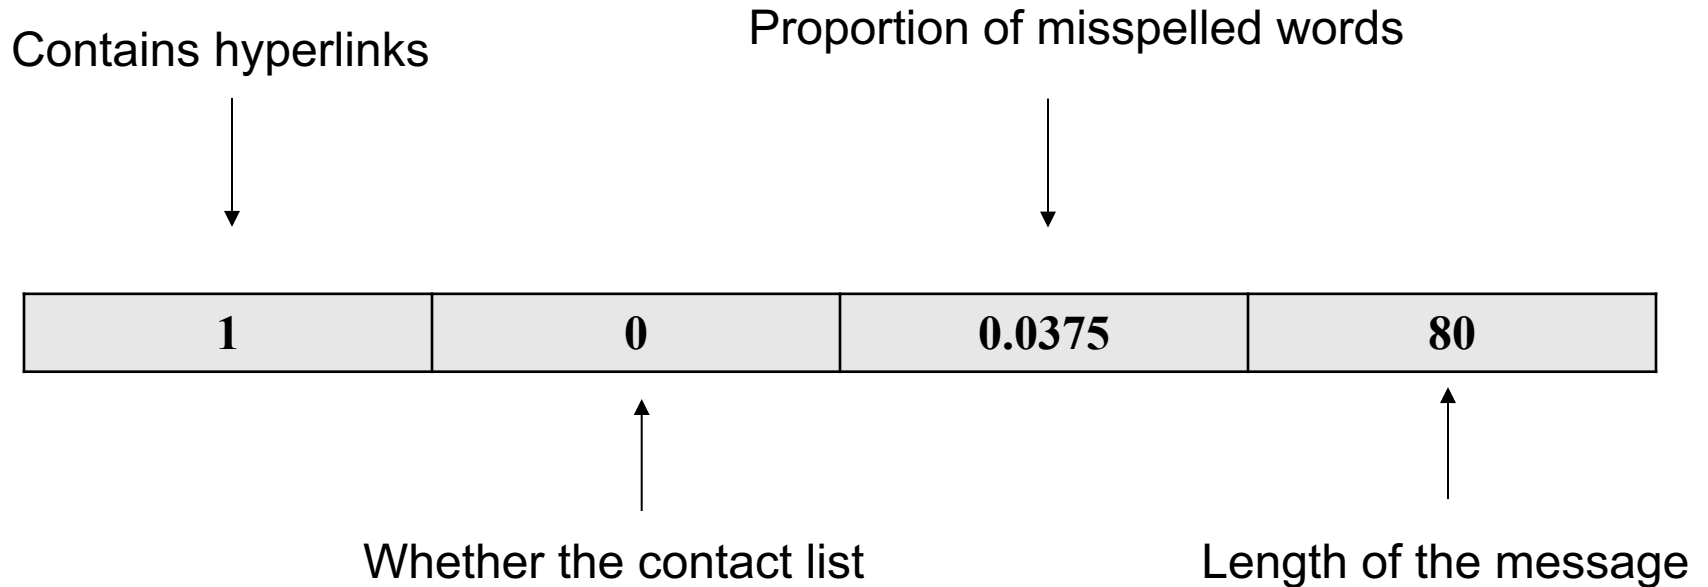 Contains hyperlinks
Proportion of misspelled words
1 0 0.0375 80
Whether the contact list
Length of the message